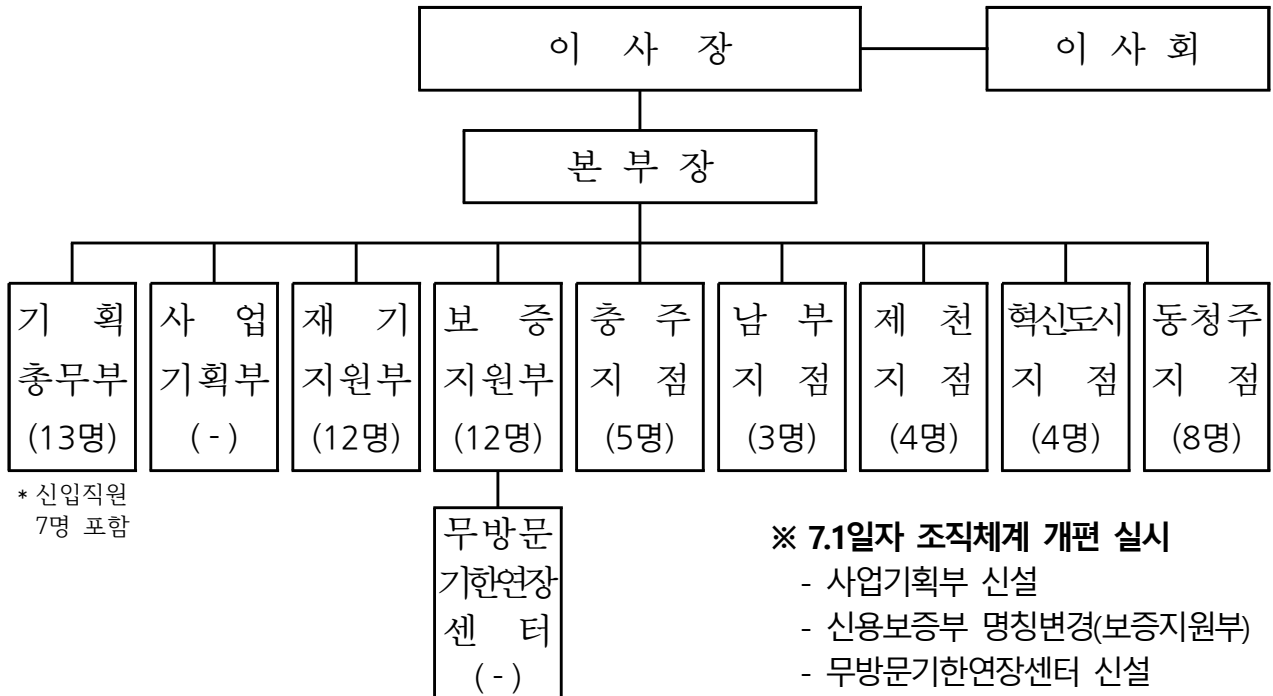 이 사 장
이 사 회
본 부 장
기 획
총무부
(13명)
* 신입직원
7명 포함
사 업
기획부
( - )
재 기
지원부
(12명)
보 증
지원부
(12명)
무방문
기한연장
센 터
( - )
충 주
지 점
(5명)
남 부
지 점
(3명)
제 천
지 점
(4명)
혁신도시
지 점
(4명)
동청주
지 점
(8명)
※ 7.1일자 조직체계 개편 실시
- 사업기획부 신설
- 신용보증부 명칭변경(보증지원부)
- 무방문기한연장센터 신설